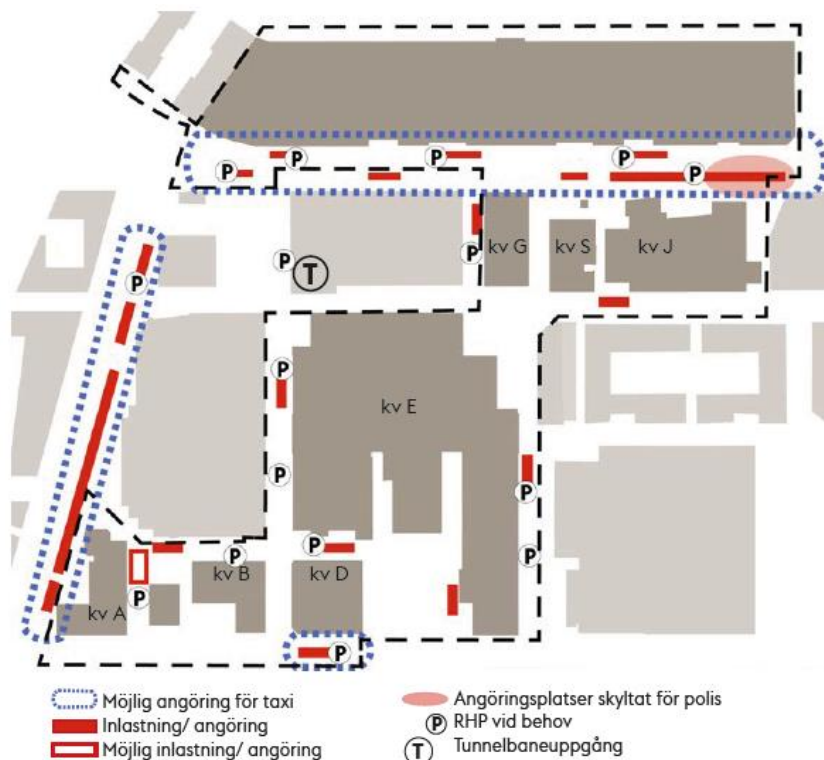 P
P
P
P
P
kv G
kv S
kv J
P
P
T
P
P
kv E
P
P
P
P
P
P
kv B
kv D
P
kv A
P
Möjlig angöring för taxi
Inlastning/ angöring
Möjlig inlastning/ angöring
Angöringsplatser skyltat för polis
P RHP vid behov
T Tunnelbaneuppgång